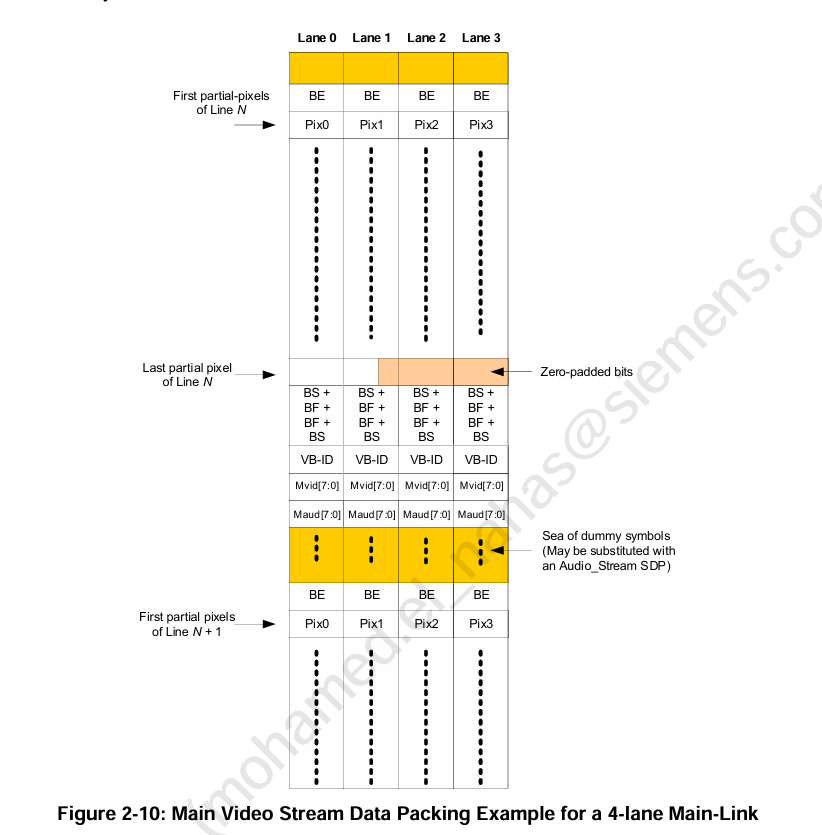 Lane 0 Lane 1 Lane 2 Lane 3
First partial-pixels
of Line N
BE BE BE BE
Pix0 Pix1 Pix2 Pix3
Last partial pixel
of Line N
Zero-padded bits
BS + BS + BS + BS +
BF + BF + BF + BF +
BF + BF + BF + BF +
BS BS BS BS
VB-ID VB-ID VB-ID VB-ID
Mvid[7:0] Mvid[7:0] Mvid[7:0] Mvid[7:0]
Maud[7:0] Maud[7:0] Maud[7:0] Maud[7:0]
Sea of dummy symbols
(May be substituted with
an Audio_Stream SDP)
BE BE BE BE
First partial pixels
of Line N + 1
Pix0 Pix1 Pix2 Pix3
(mohamed.el_nahas@siemens.co
Figure 2-10: Main Video Stream Data Packing Example for a 4-lane Main-Link